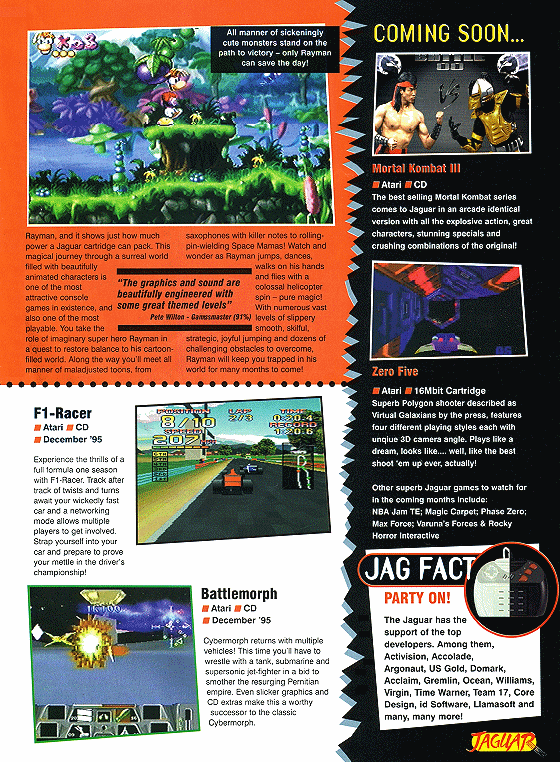 All manner of sickeningly
cute monsters stand on the
path to victory – only Rayman
can save the day!
Rayman, and it shows just how much
power a Jaguar cartridge can pack. This
magical journey through a surreal world
filled with beautifully
animated characters is
one of the most
attractive console
games in existence, and
also one of the most
playable. You take the
role of imaginary super hero Rayman in
a quest to restore balance to his cartoon-
filled world. Along the way you'll meet all
manner of maladjusted toons, from
"The graphics and sound are
beautifully engineered with
some great themed levels"
Pete Wilton - Gamesmaster (91%)
saxophones with killer notes to rolling-
pin-wielding Space Mamas! Watch and
wonder as Rayman jumps, dances,
walks on his hands
and flies with a
colossal helicopter
spin – pure magic!
With numerous vast
levels of slippery
smooth, skilful,
strategic, joyful jumping and dozens of
challenging obstacles to overcome,
Rayman will keep you trapped in his
world for many months to come!
F1-Racer
Atari CD
December '95
Experience the thrills of a
full formula one season
with F1-Racer. Track after
track of twists and turns
await your wickedly fast
car and a networking
mode allows multiple
players to get involved.
Strap yourself into your
car and prepare to prove
your mettle in the driver's
championship!
POSITION LAP TIME
8/10 2/3 0:20.4
SPEED RECORD
207 1:20.6
Battlemorph
Atari CD
December '95
Cybermorph returns with multiple
vehicles! This time you'll have to
wrestle with a tank, submarine and
supersonic jet-fighter in a bid to
smother the resurging Pernitian
empire. Even slicker graphics and
CD extras make this a worthy
successor to the classic
Cybermorph.
COMING SOON...
BATTLE
VS
Mortal Kombat III
Atari CD
The best selling Mortal Kombat series
comes to Jaguar in an arcade identical
version with all the explosive action, great
characters, stunning specials and
crushing combinations of the original!
Zero Five
Atari 16Mbit Cartridge
Superb Polygon shooter described as
Virtual Galaxians by the press, features
four different playing styles each with
unqiue 3D camera angle. Plays like a
dream, looks like.... well, like the best
shoot 'em up ever, actually!
Other superb Jaguar games to watch for
in the coming months include:
NBA Jam TE; Magic Carpet; Phase Zero;
Max Force; Varuna's Forces & Rocky
Horror Interactive
JAG FACT
PARTY ON!
The Jaguar has the
support of the top
developers. Among them,
Activision, Accolade,
Argonaut, US Gold, Domark,
Acclaim, Gremlin, Ocean, Williams,
Virgin, Time Warner, Team 17, Core
Design, id Software, Llamasoft and
many, many more!
JAGUAR